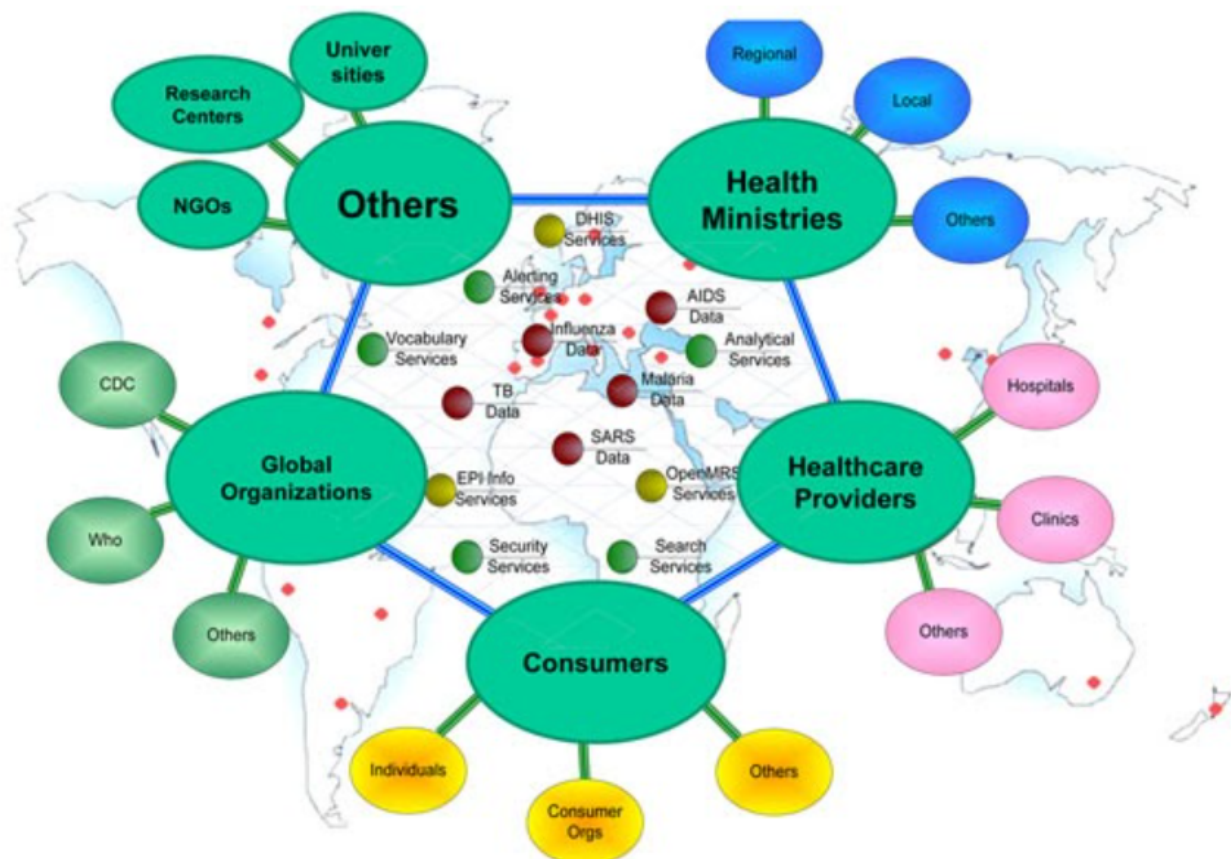 Univer
sities
Research
Centers
NGOs
Others
Regional
Local
Health
Ministries
Others
DHIS
Services
Alerting
Services
AIDS
Data
Vocabulary
Services
Influenza
Data
Analytical
Services
TB
Data
Malaria
Data
SARS
Data
EPI Info
Services
OpenMRS
Services
Security
Services
Search
Services
CDC
Global
Organizations
Who
Others
Hospitals
Healthcare
Providers
Clinics
Others
Consumers
Individuals
Consumer
Orgs
Others